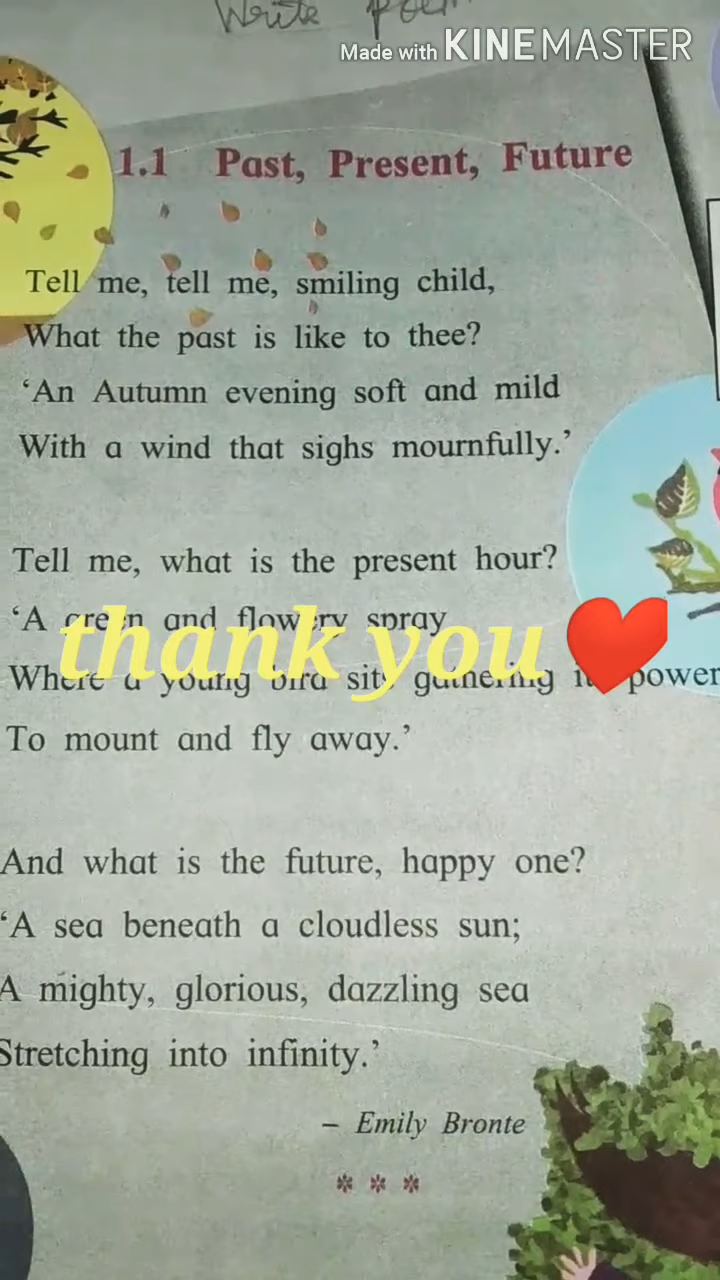 Write Poem
Made with KINEMASTER
1.1 Past, Present, Future
Tell me, tell me, smiling child,
What the past is like to thee?
‘An Autumn evening soft and mild
With a wind that sighs mournfully.’
Tell me, what is the present hour?
‘A green and flowery spray
thank you
Where a young bird sits gathering its power
To mount and fly away.’
And what is the future, happy one?
‘A sea beneath a cloudless sun;
A mighty, glorious, dazzling sea
Stretching into infinity.’
– Emily Bronte